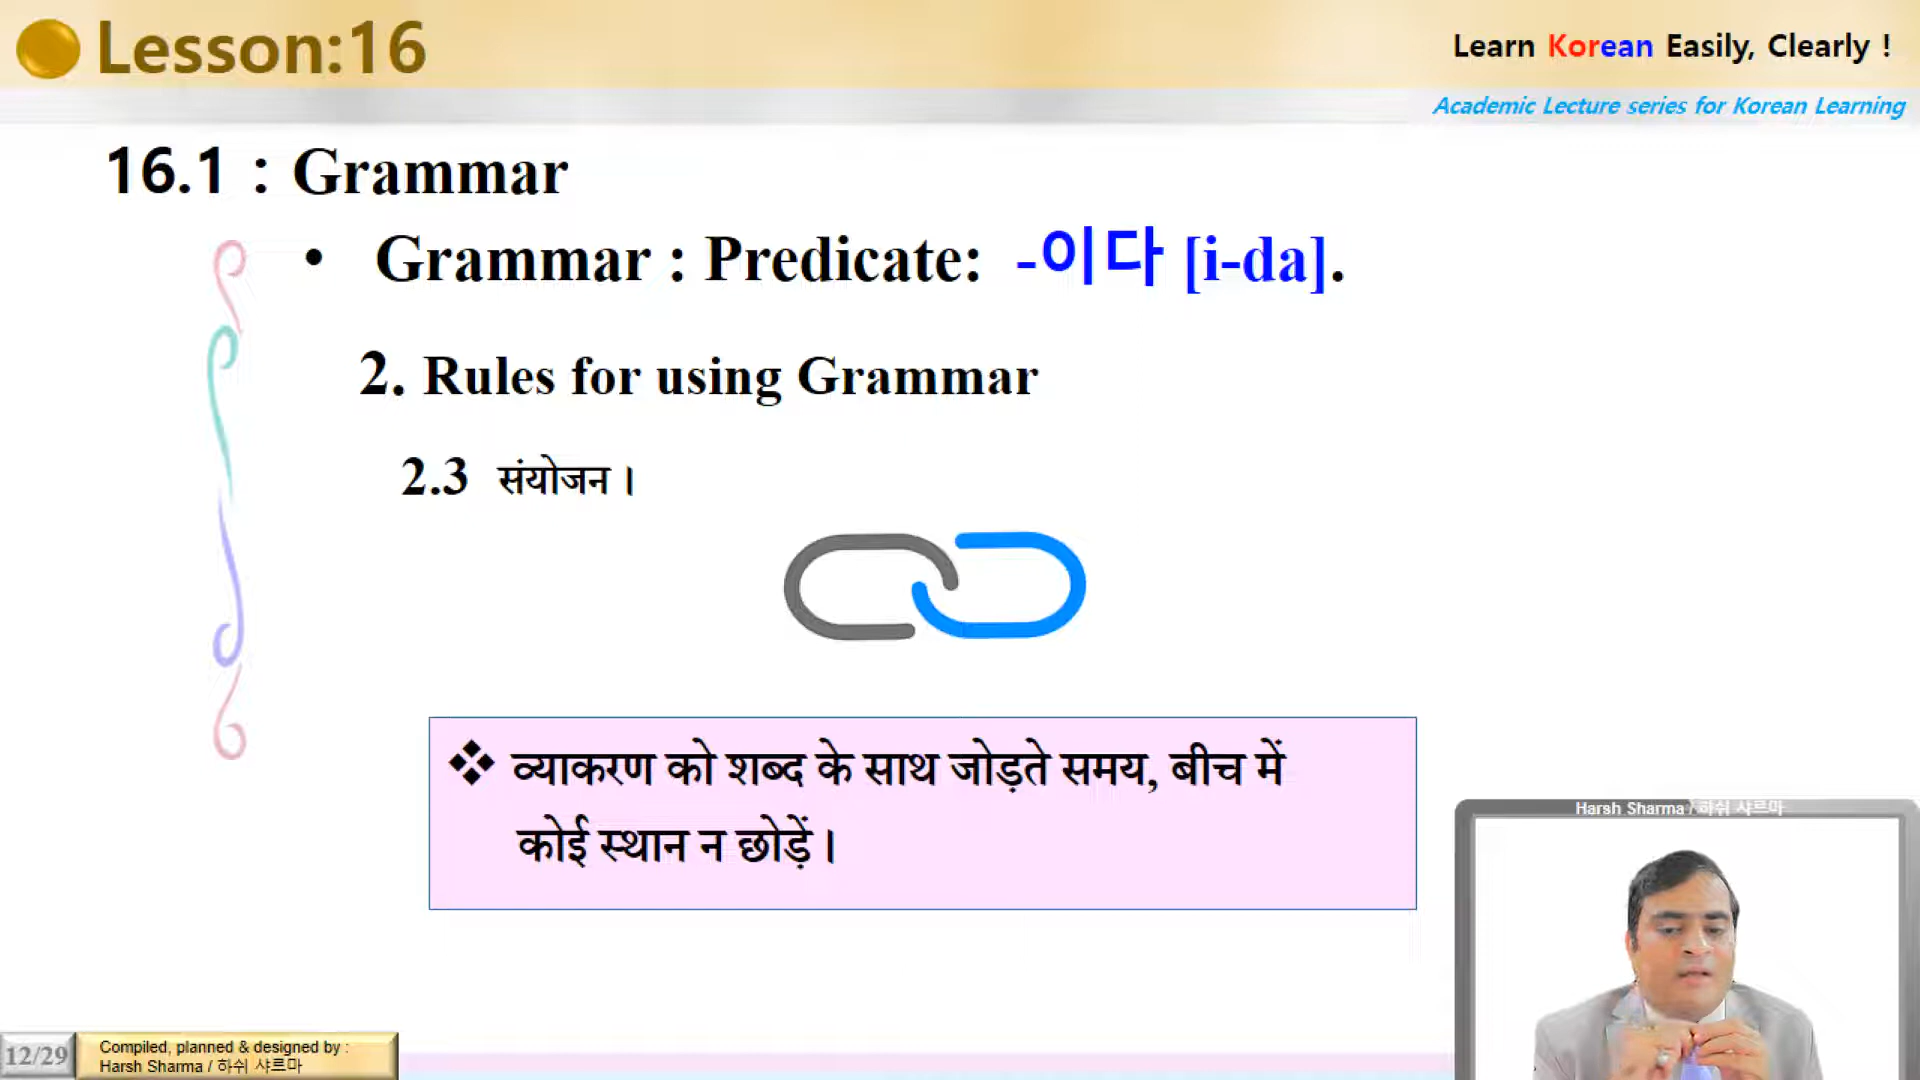 Lesson:16
Learn Korean Easily, Clearly !
Academic Lecture series for Korean Learning
16.1 : Grammar
• Grammar : Predicate: -이다 [i-da].
2. Rules for using Grammar
2.3 संयोजन।
❖ व्याकरण को शब्द के साथ जोड़ते समय, बीच में
कोई स्थान न छोड़ें।
Harsh Sharma / 하쉬 샤르마
12/29
Compiled, planned & designed by :
Harsh Sharma / 하쉬 샤르마